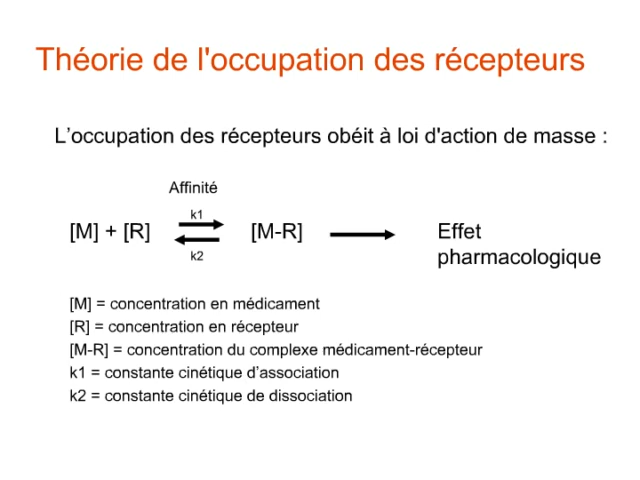 Théorie de l'occupation des récepteurs
L’occupation des récepteurs obéit à loi d'action de masse :
Affinité
k1
[M] + [R] [M-R] Effet
pharmacologique
k2
[M] = concentration en médicament
[R] = concentration en récepteur
[M-R] = concentration du complexe médicament-récepteur
k1 = constante cinétique d’association
k2 = constante cinétique de dissociation